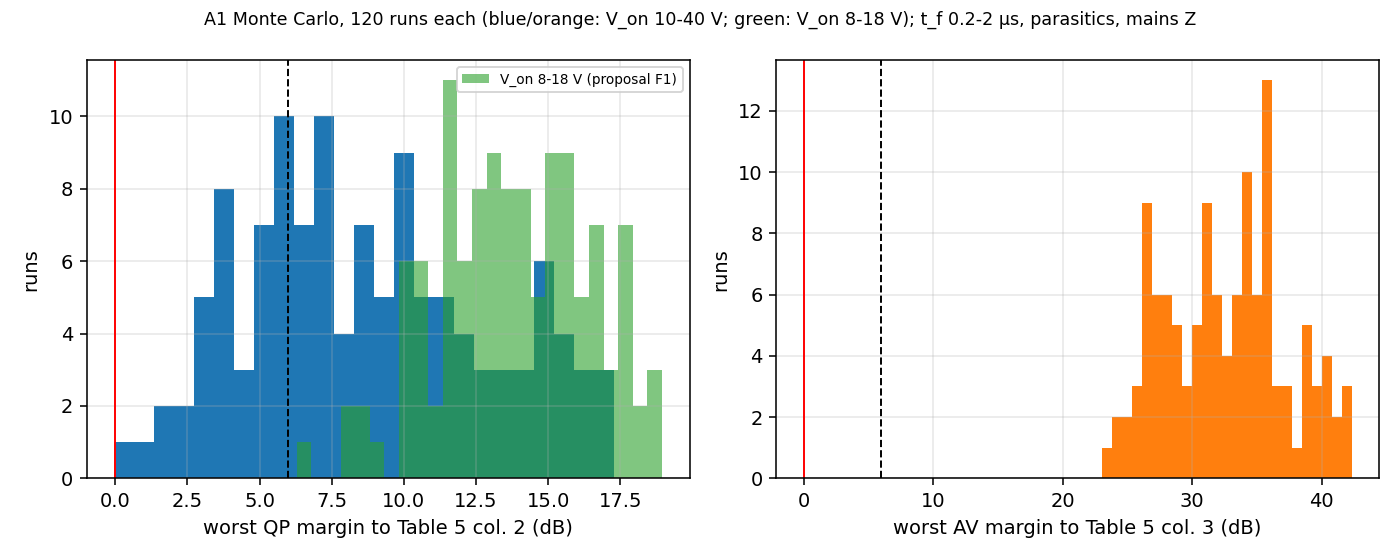 A1 Monte Carlo, 120 runs each (blue/orange: V_on 10-40 V; green: V_on 8-18 V); t_f 0.2-2 µs, parasitics, mains Z
V_on 8-18 V (proposal F1)
runs
10
8
6
4
2
0
0.0 2.5 5.0 7.5 10.0 12.5 15.0 17.5
worst QP margin to Table 5 col. 2 (dB)
runs
12
10
8
6
4
2
0
0 10 20 30 40
worst AV margin to Table 5 col. 3 (dB)